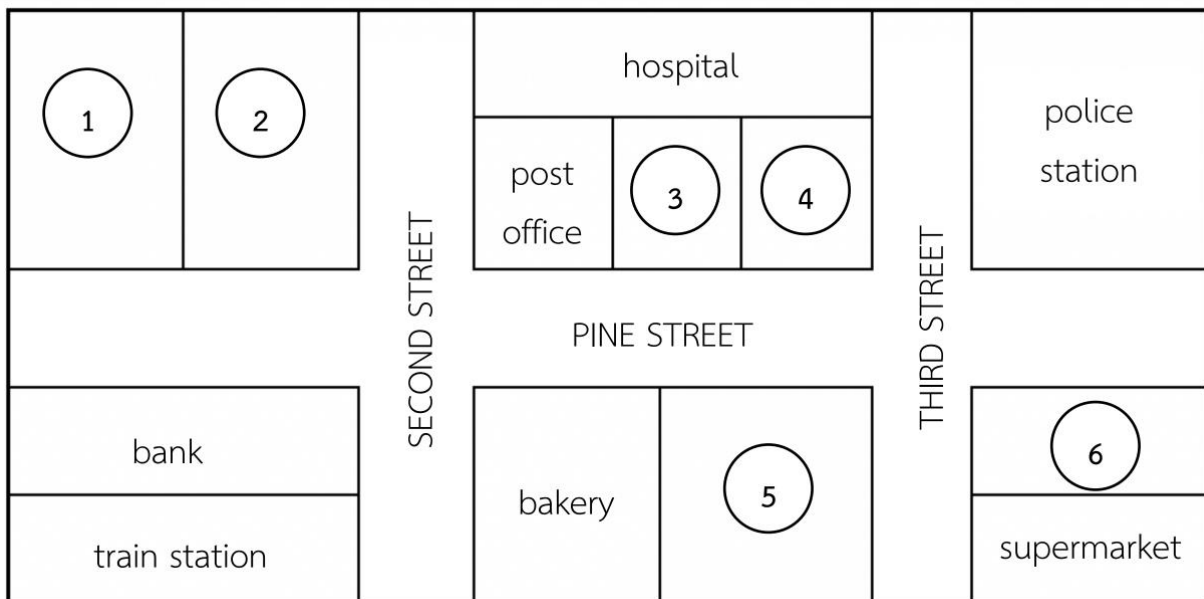 1
2
hospital
police
station
post
office
3
4
SECOND STREET
PINE STREET
THIRD STREET
bank
train station
bakery
5
6
supermarket